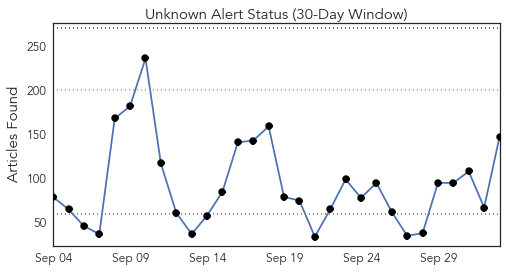 Unknown Alert Status (30-Day Window)
250
200
150
100
50
Articles Found
Sep 04 Sep 09 Sep 14 Sep 19 Sep 24 Sep 29